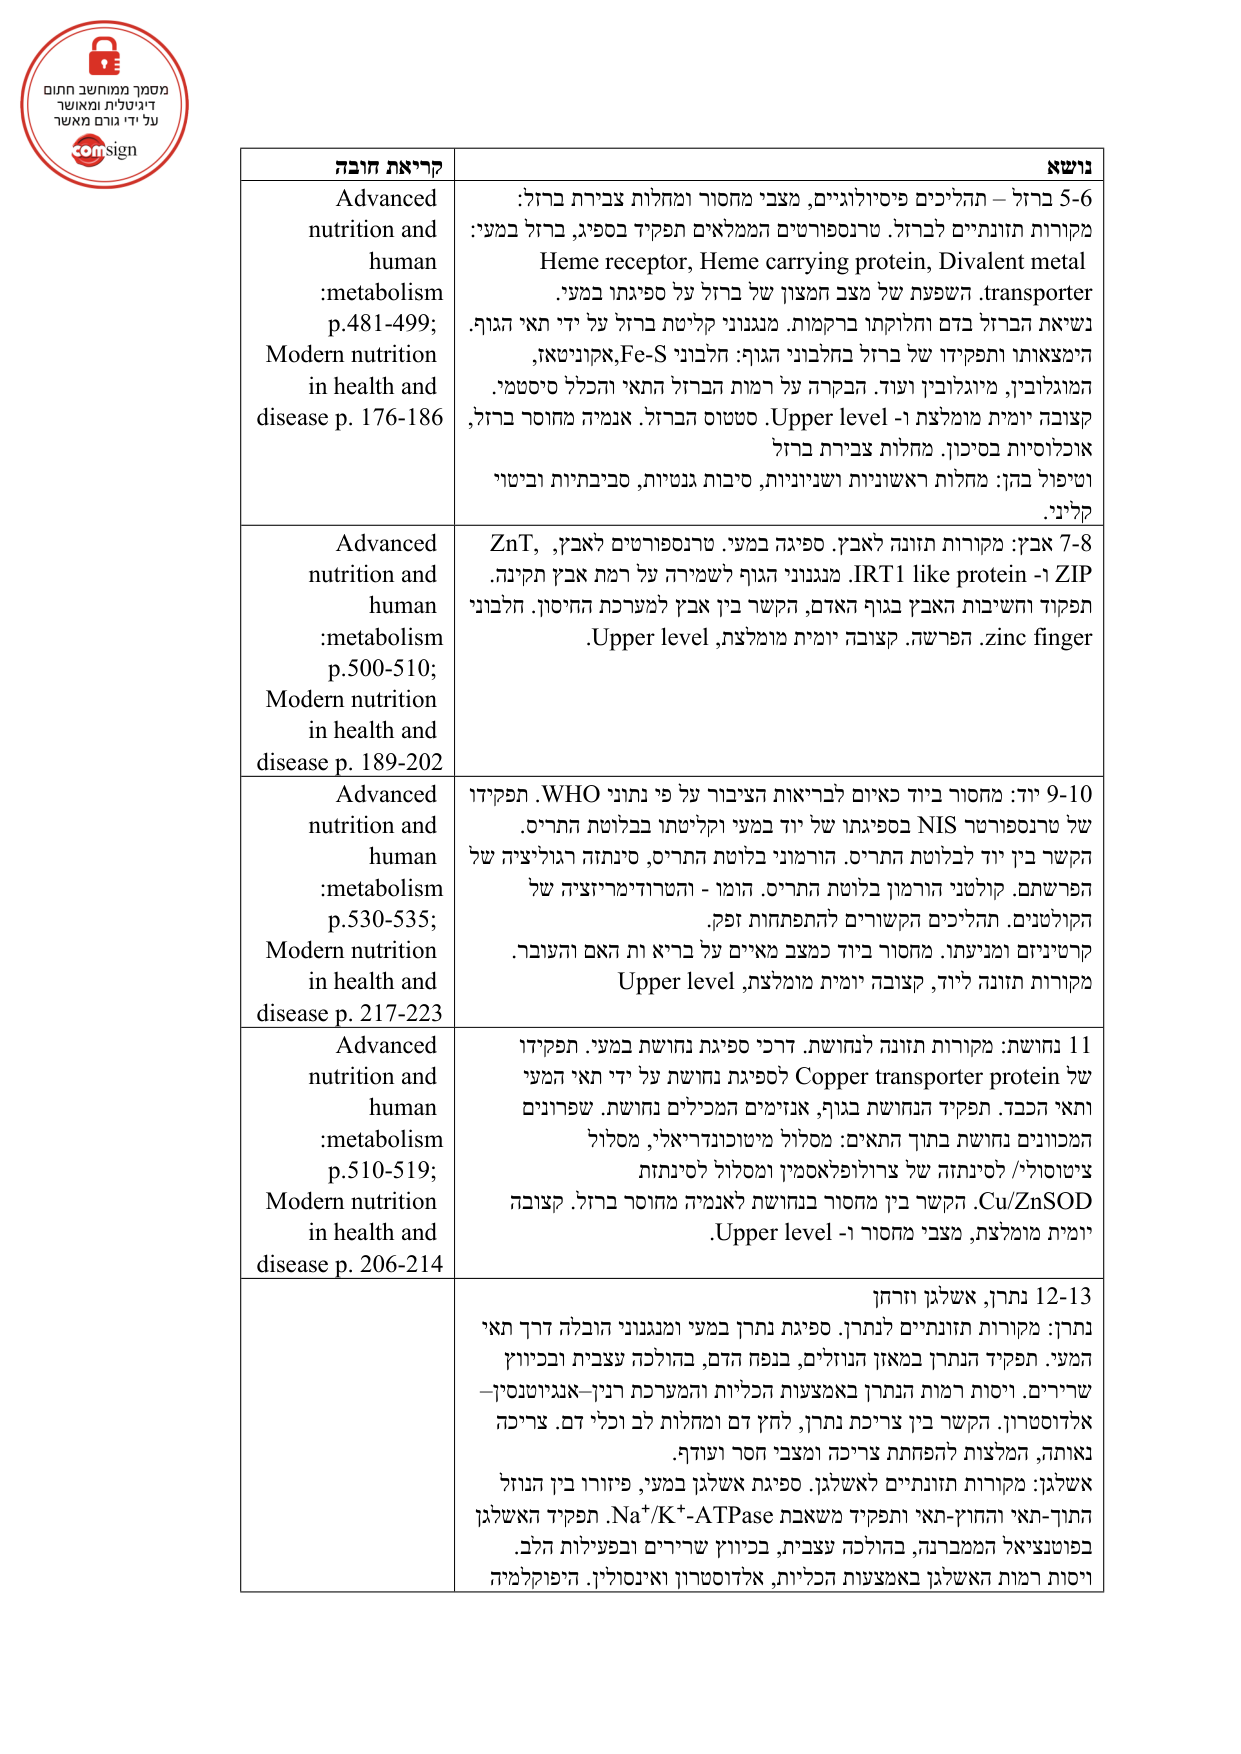 מסמך ממוחשב חתום
דיגיטלית ומאושר
על ידי גורם מאשר
comsign
נושא
קריאת חובה
5-6 ברזל – תהליכים פיסיולוגיים, מצבי מחסור ומחלות צבירת ברזל:
מקורות תזונתיים לברזל. טרנספורטים הממלאים תפקיד בספיג, ברזל במעי:
Heme receptor, Heme carrying protein, Divalent metal
transporter. השפעת של מצב חמצון של ברזל על ספיגתו במעי.
נשיאת הברזל בדם וחלוקתו ברקמות. מנגנוני קליטת ברזל על ידי תאי הגוף.
הימצאותו ותפקידו של ברזל בחלבוני הגוף: חלבוני Fe-S,אקוניטאז,
המוגלובין, מיוגלובין ועוד. הבקרה על רמות הברזל התאי והכלל סיסטמי.
קצובה יומית מומלצת ו- Upper level. סטטוס הברזל. אנמיה מחוסר ברזל,
אוכלוסיות בסיכון. מחלות צבירת ברזל
וטיפול בהן: מחלות ראשוניות ושניוניות, סיבות גנטיות, סביבתיות וביטוי
קליני.
Advanced
nutrition and
human
metabolism:
p.481-499;
Modern nutrition
in health and
disease p. 176-186
7-8 אבץ: מקורות תזונה לאבץ. ספיגה במעי. טרנספורטים לאבץ, ZnT,
ZIP ו- IRT1 like protein. מנגנוני הגוף לשמירה על רמת אבץ תקינה.
תפקוד וחשיבות האבץ בגוף האדם, הקשר בין אבץ למערכת החיסון. חלבוני
zinc finger. הפרשה. קצובה יומית מומלצת, Upper level.
Advanced
nutrition and
human
metabolism:
p.500-510;
Modern nutrition
in health and
disease p. 189-202
9-10 יוד: מחסור ביוד כאיום לבריאות הציבור על פי נתוני WHO. תפקידו
של טרנספורטר NIS בספיגתו של יוד במעי וקליטתו בבלוטת התריס.
הקשר בין יוד לבלוטת התריס. הורמוני בלוטת התריס, סינתזה רגוליציה של
הפרשתם. קולטני הורמון בלוטת התריס. הומו - והטרודימריזציה של
הקולטנים. תהליכים הקשורים להתפתחות זפק.
קרטיניזם ומניעתו. מחסור ביוד כמצב מאיים על בריא ות האם והעובר.
מקורות תזונה ליוד, קצובה יומית מומלצת, Upper level
Advanced
nutrition and
human
metabolism:
p.530-535;
Modern nutrition
in health and
disease p. 217-223
11 נחושת: מקורות תזונה לנחושת. דרכי ספיגת נחושת במעי. תפקידו
של Copper transporter protein לספיגת נחושת על ידי תאי המעי
ותאי הכבד. תפקיד הנחושת בגוף, אנזימים המכילים נחושת. שפרונים
המכוונים נחושת בתוך התאים: מסלול מיטוכונדריאלי, מסלול
ציטוסולי/ לסינתזה של צרולופלאסמין ומסלול לסינתזת
Cu/ZnSOD. הקשר בין מחסור בנחושת לאנמיה מחוסר ברזל. קצובה
יומית מומלצת, מצבי מחסור ו- Upper level.
Advanced
nutrition and
human
metabolism:
p.510-519;
Modern nutrition
in health and
disease p. 206-214
12-13 נתרן, אשלגן וזרחן
נתרן: מקורות תזונתיים לנתרן. ספיגת נתרן במעי ומנגנוני הובלה דרך תאי
המעי. תפקיד הנתרן במאזן הנוזלים, בנפח הדם, בהולכה עצבית ובכיווץ
שרירים. ויסות רמות הנתרן באמצעות הכליות והמערכת רנין–אנגיוטנסין–
אלדוסטרון. הקשר בין צריכת נתרן, לחץ דם ומחלות לב וכלי דם. צריכה
נאותה, המלצות להפחתת צריכה ומצבי חסר ועודף.
אשלגן: מקורות תזונתיים לאשלגן. ספיגת אשלגן במעי, פיזורו בין הנוזל
התוך-תאי והחוץ-תאי ותפקיד משאבת Na⁺/K⁺-ATPase. תפקיד האשלגן
בפוטנציאל הממברנה, בהולכה עצבית, בכיווץ שרירים ובפעילות הלב.
ויסות רמות האשלגן באמצעות הכליות, אלדוסטרון ואינסולין. היפוקלמיה